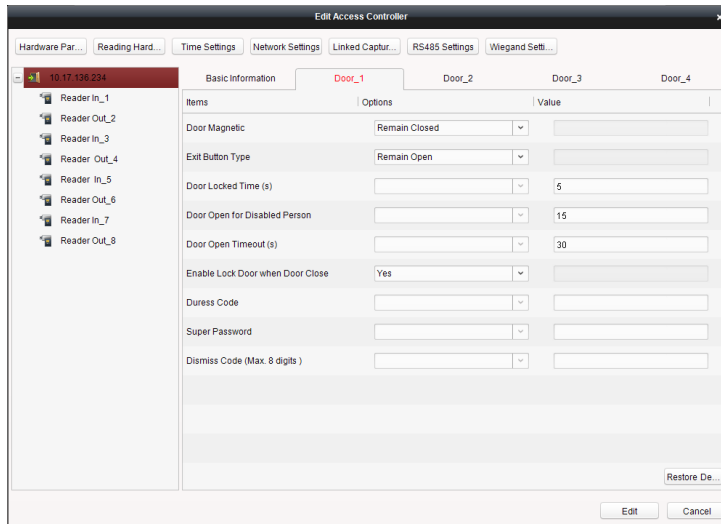 Edit Access Controller
Hardware Par... Reading Hard... Time Settings Network Settings Linked Captur... RS485 Settings Wiegand Setti...
10.17.136.234
Reader In_1
Reader Out_2
Reader In_3
Reader Out_4
Reader In_5
Reader Out_6
Reader In_7
Reader Out_8
Basic Information Door_1 Door_2 Door_3 Door_4
Items Options Value
Door Magnetic Remain Closed
Exit Button Type Remain Open
Door Locked Time (s) 5
Door Open for Disabled Person 15
Door Open Timeout (s) 30
Enable Lock Door when Door Close Yes
Duress Code
Super Password
Dismiss Code (Max. 8 digits )
Restore De...
Edit Cancel